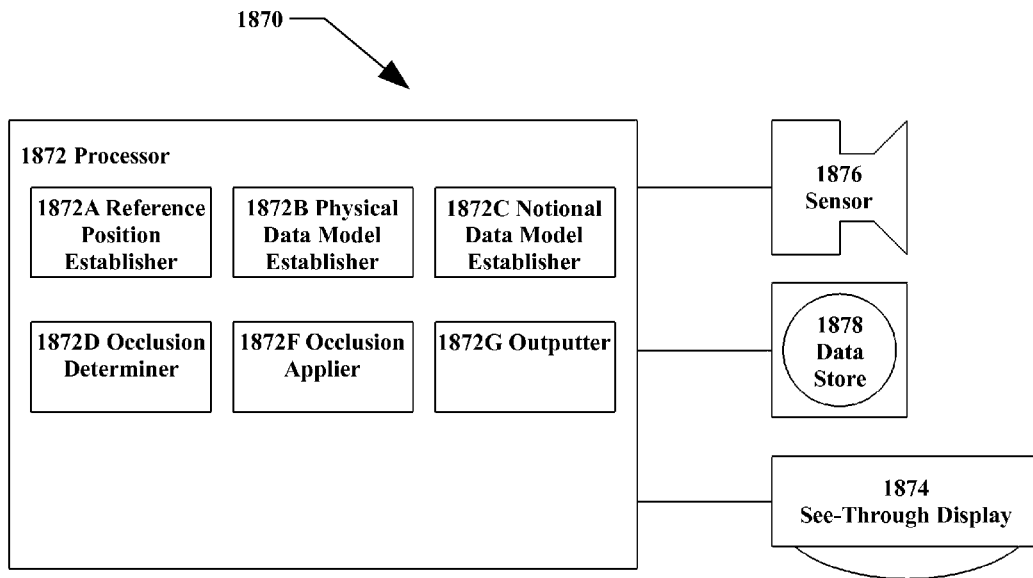 1870
1872 Processor
1872A Reference
Position
Establisher
1872B Physical
Data Model
Establisher
1872C Notional
Data Model
Establisher
1872D Occlusion
Determiner
1872F Occlusion
Applier
1872G Outputter
1876
Sensor
1878
Data
Store
1874
See-Through Display